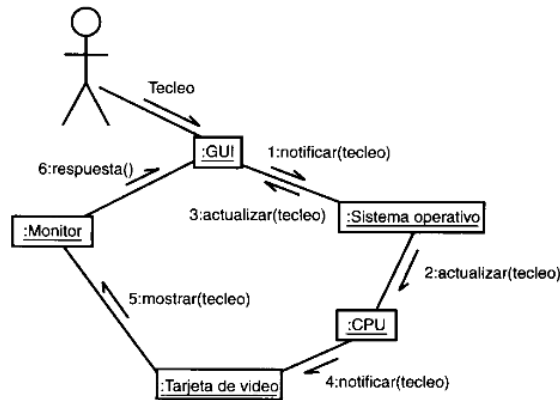 Tecleo
:GUI
1:notificar(tecleo)
6:respuesta()
3:actualizar(tecleo)
:Sistema operativo
:Monitor
2:actualizar(tecleo)
5:mostrar(tecleo)
:CPU
:Tarjeta de video
4:notificar(tecleo)